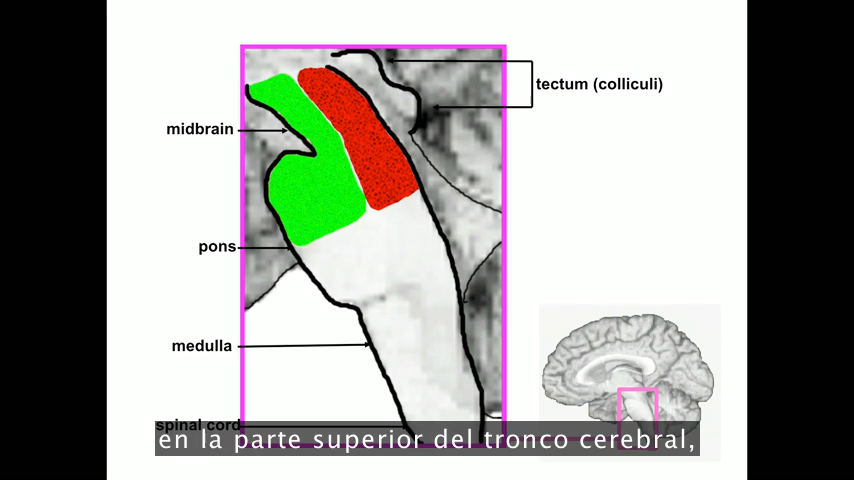 tectum (colliculi)
midbrain
pons
medulla
spinal cord
en la parte superior del tronco cerebral,